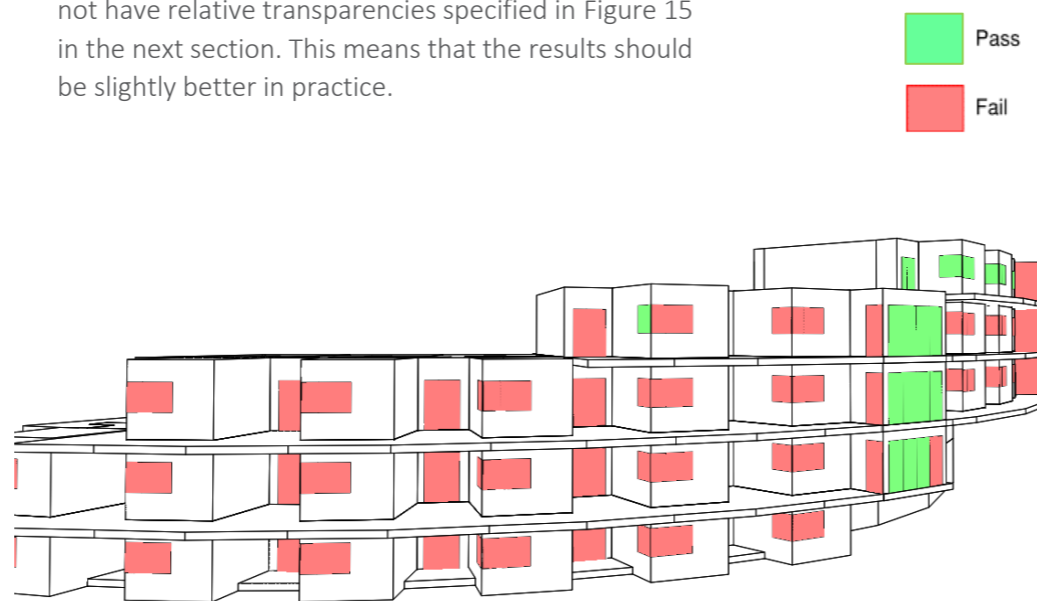 not have relative transparencies specified in Figure 15
in the next section. This means that the results should
be slightly better in practice.
Pass
Fail